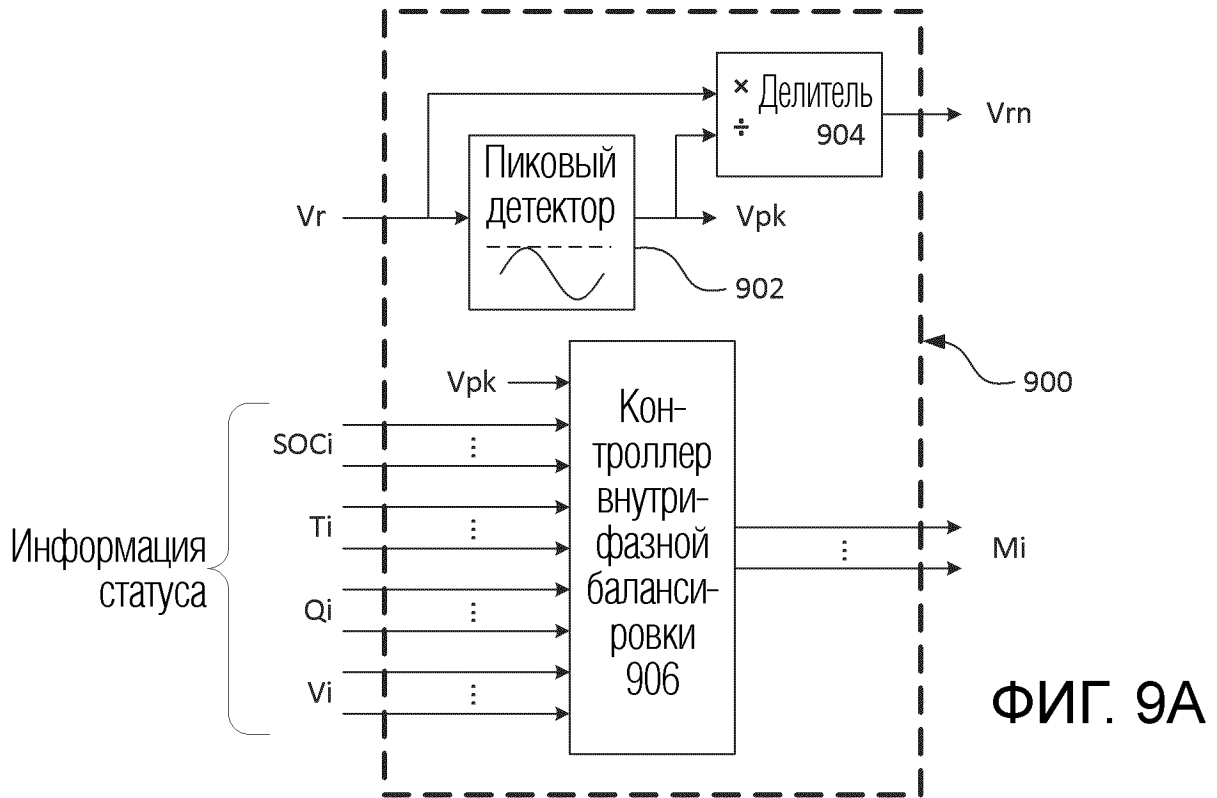 × Делитель
÷ 904
Vrn
Пиковый
детектор
Vr
Vpk
902
900
Vpk
Кон-
троллер
внутри-
фазной
баланси-
ровки
906
SOCi
Ti
Qi
Vi
Информация
статуса
Mi
ФИГ. 9А